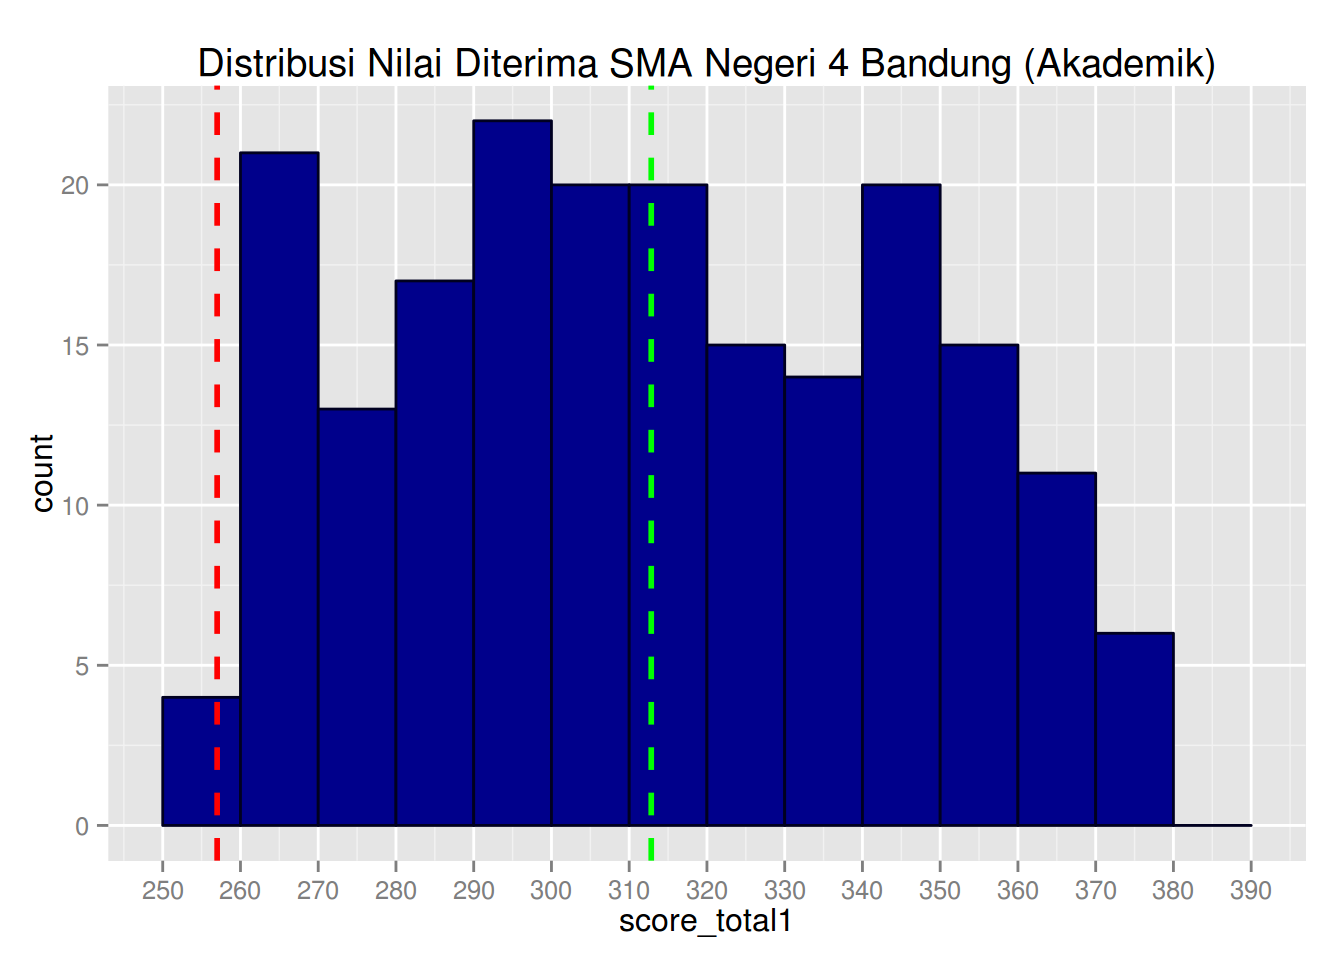 Distribusi Nilai Diterima SMA Negeri 4 Bandung (Akademik)
20
15
10
5
0
count
250 260 270 280 290 300 310 320 330 340 350 360 370 380 390
score_total1